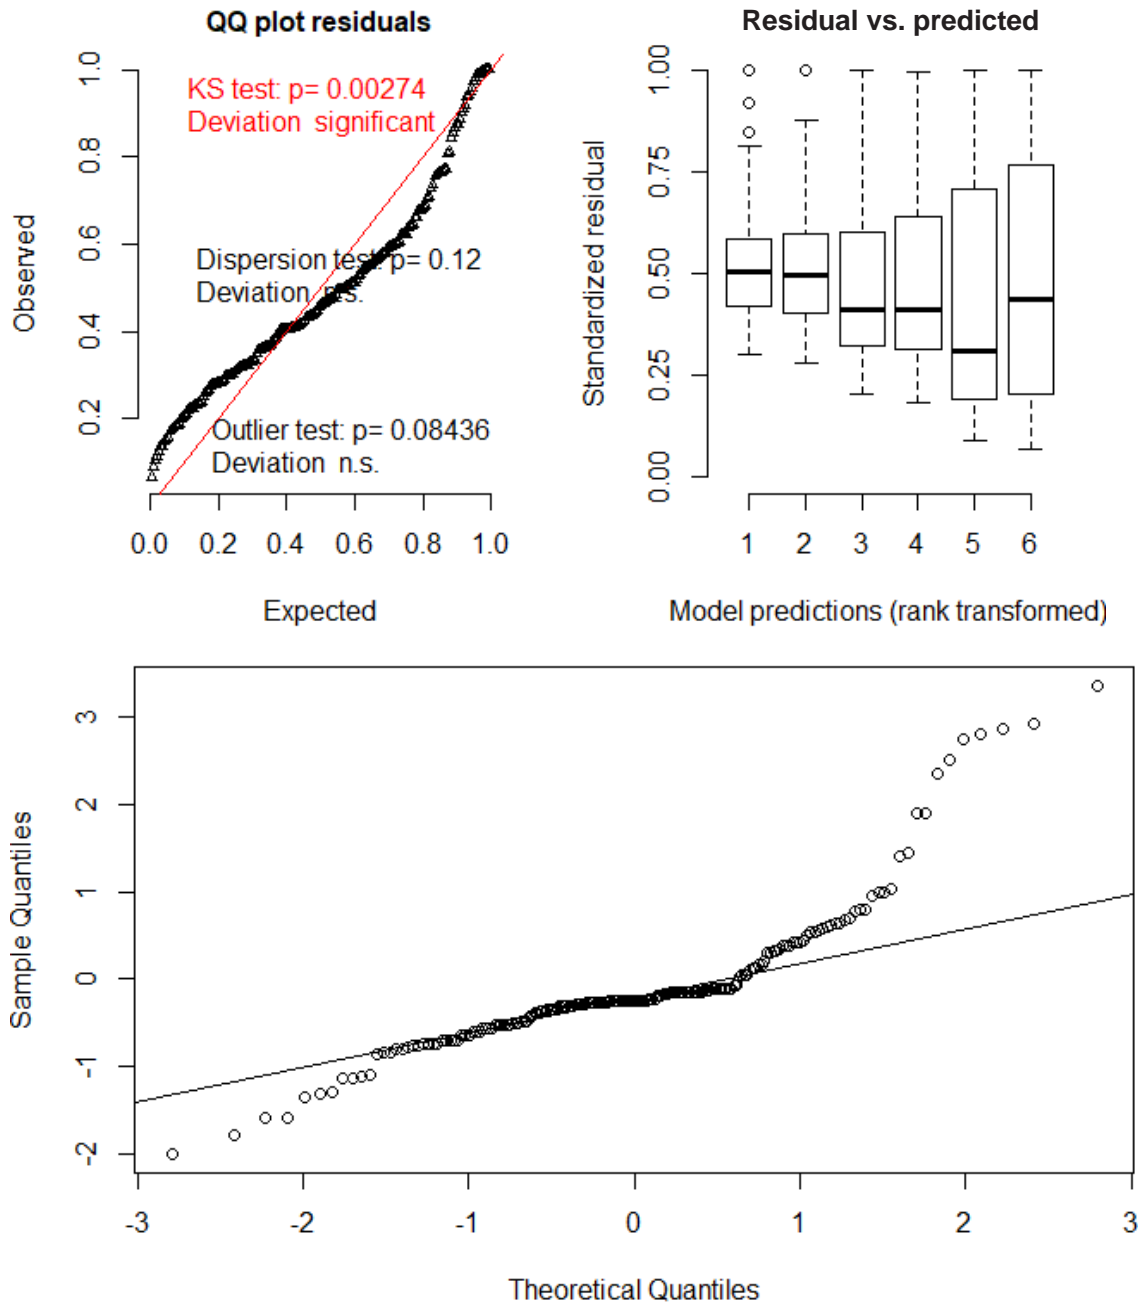 QQ plot residuals
KS test: p= 0.00274
Deviation significant
Dispersion test: p= 0.12
Deviation n.s.
Outlier test: p= 0.08436
Deviation n.s.
Observed
1.0
0.8
0.6
0.4
0.2
0.0 0.2 0.4 0.6 0.8 1.0
Expected
Residual vs. predicted
Standardized residual
1.00
0.75
0.50
0.25
0.00
1 2 3 4 5 6
Model predictions (rank transformed)
Sample Quantiles
3
2
1
0
-1
-2
-3 -2 -1 0 1 2 3
Theoretical Quantiles